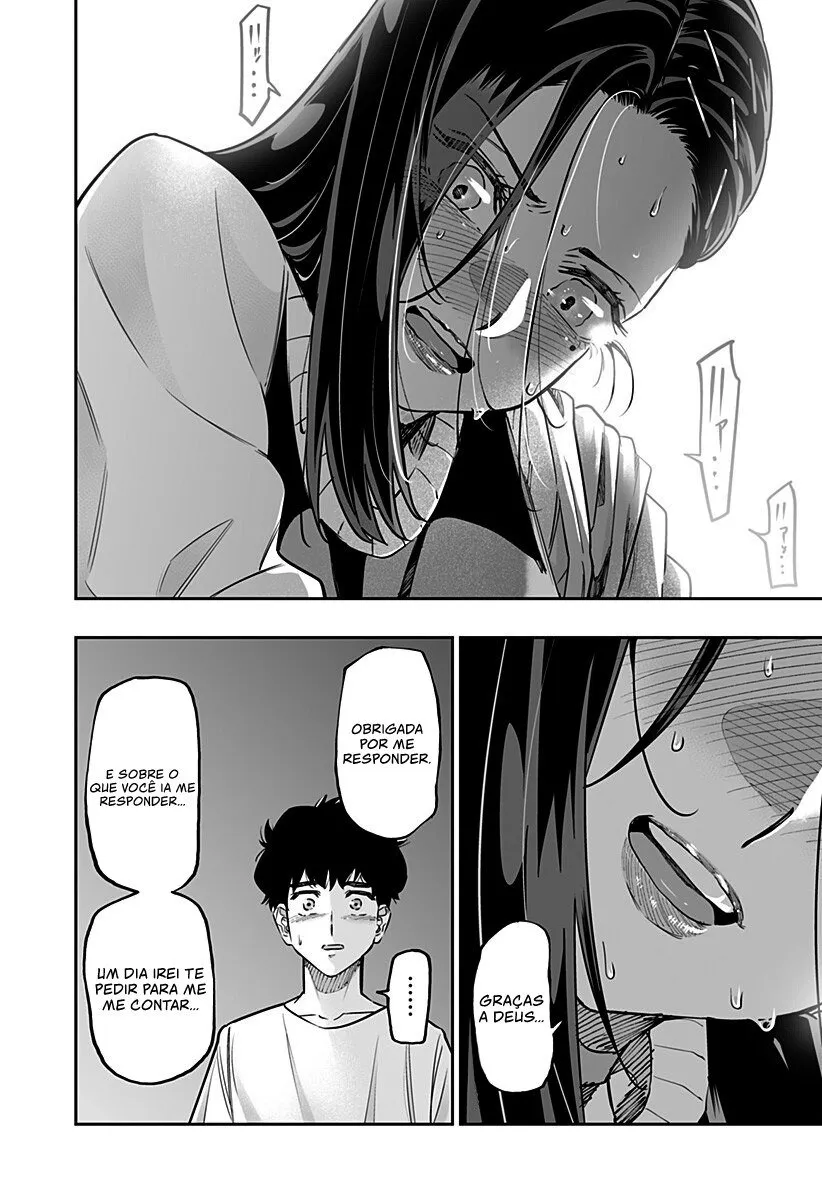 GRAÇAS
A DEUS...
OBRIGADA
POR ME
RESPONDER.
E SOBRE O
QUE VOCÊ IA ME
RESPONDER...
UM DIA IREI TE
PEDIR PARA ME
ME CONTAR...
......